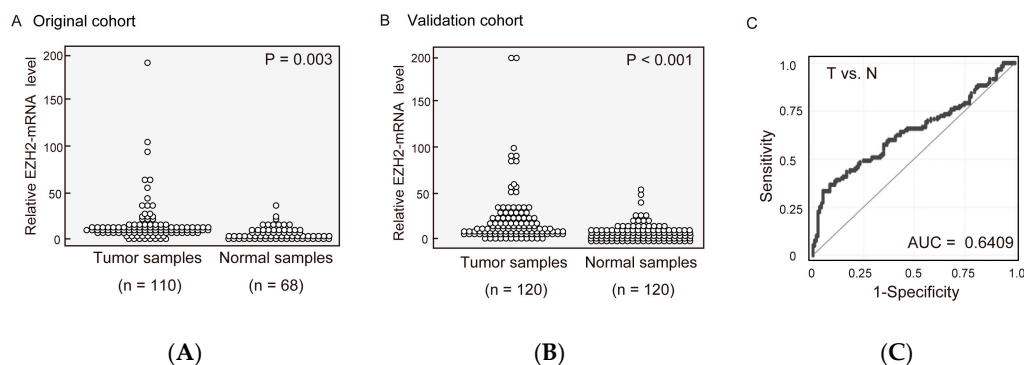 A Original cohort
Relative EZH2-mRNA level
200
150
100
50
0
P = 0.003
Tumor samples
Normal samples
(n = 110)
(n = 68)
(A)
B Validation cohort
Relative EZH2-mRNA level
200
150
100
50
0
P < 0.001
Tumor samples
Normal samples
(n = 120)
(n = 120)
(B)
C
T vs. N
Sensitivity
1.0
0.75
0.5
0.25
0
AUC = 0.6409
0
0.25
0.5
0.75
1.0
1-Specificity
(C)